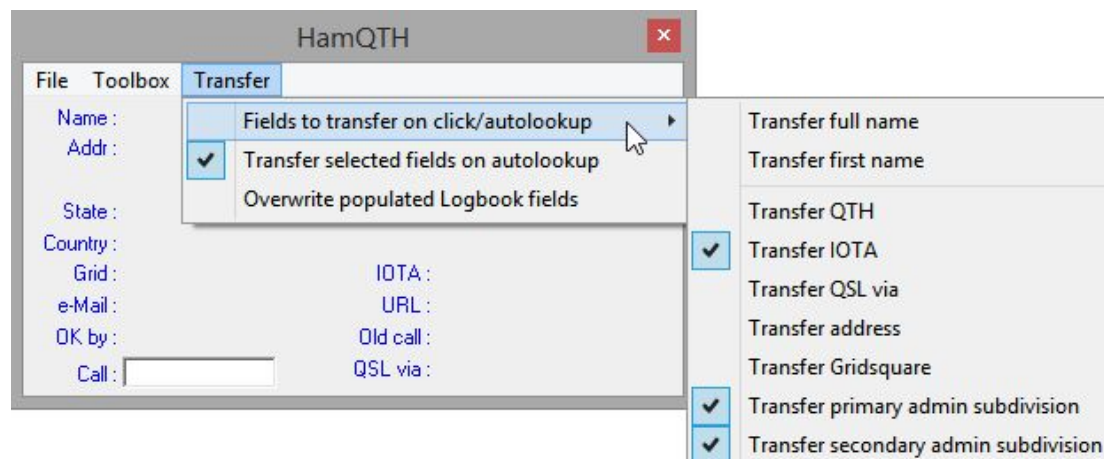 HamQTH
File Toolbox Transfer
Name :
Addr :
State :
Country :
Grid :
IOTA :
e-Mail :
URL :
OK by :
Old call :
Call :
QSL via :
Fields to transfer on click/autolookup
Transfer selected fields on autolookup
Overwrite populated Logbook fields
Transfer full name
Transfer first name
Transfer QTH
Transfer IOTA
Transfer QSL via
Transfer address
Transfer Gridsquare
Transfer primary admin subdivision
Transfer secondary admin subdivision